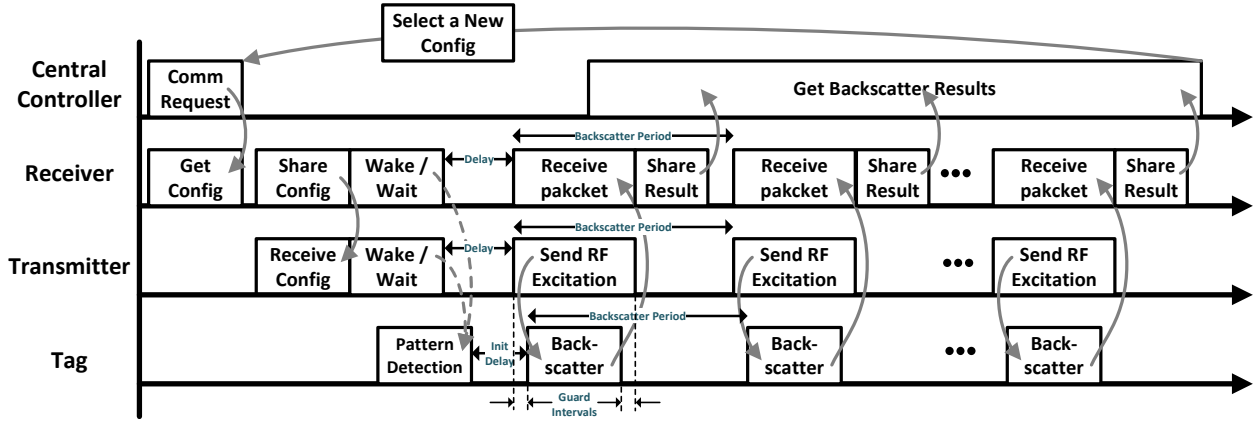 Select a New
Config
Central
Controller
Comm
Request
Get Backscatter Results
Receiver
Get
Config
Share
Config
Wake /
Wait
Delay
Backscatter Period
Receive
pakcket
Share
Result
Receive
pakcket
Share
Result
•••
Receive
pakcket
Share
Result
Transmitter
Receive
Config
Wake /
Wait
Delay
Backscatter Period
Send RF
Excitation
Send RF
Excitation
•••
Send RF
Excitation
Tag
Pattern
Detection
Init
Delay
Backscatter Period
Back-
scatter
Back-
scatter
•••
Back-
scatter
Guard
Intervals